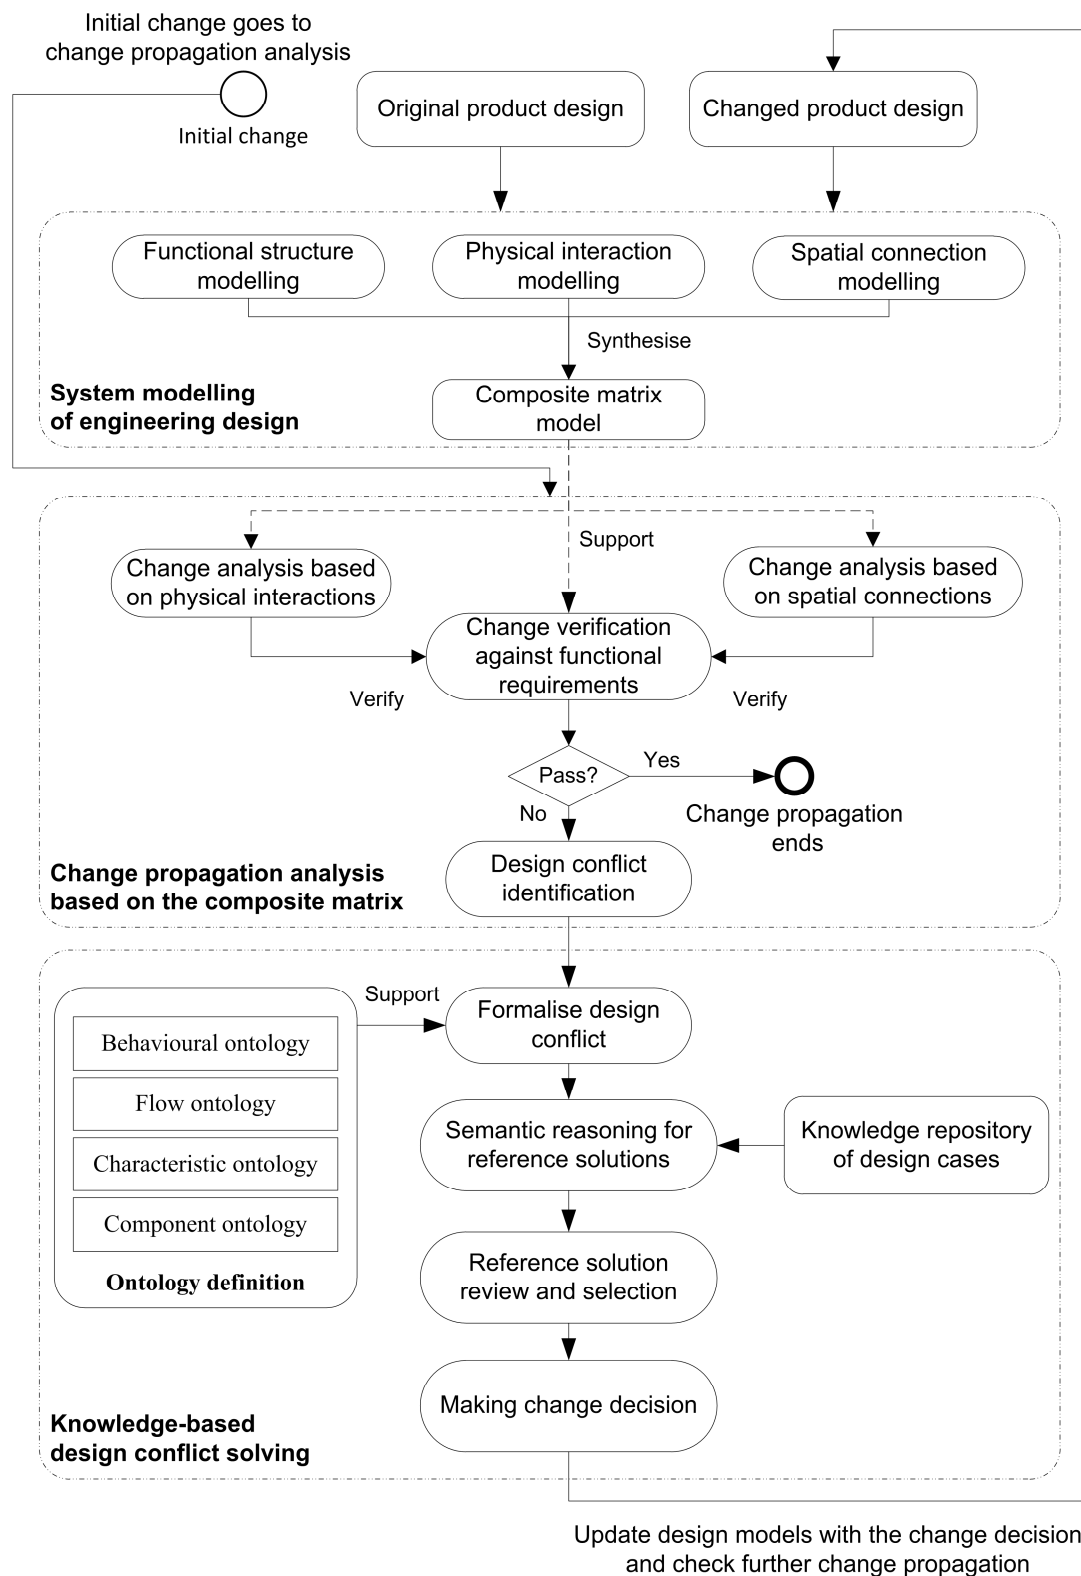 Initial change goes to
change propagation analysis
Initial change
Original product design
Changed product design
Functional structure
modelling
Physical interaction
modelling
Spatial connection
modelling
Synthesise
System modelling
of engineering design
Composite matrix
model
Support
Change analysis based
on physical interactions
Change analysis based
on spatial connections
Change verification
against functional
requirements
Verify
Verify
Pass?
Yes
No
Change propagation
ends
Design conflict
identification
Change propagation analysis
based on the composite matrix
Support
Formalise design
conflict
Behavioural ontology
Flow ontology
Characteristic ontology
Component ontology
Ontology definition
Semantic reasoning for
reference solutions
Knowledge repository
of design cases
Reference solution
review and selection
Making change decision
Knowledge-based
design conflict solving
Update design models with the change decision
and check further change propagation